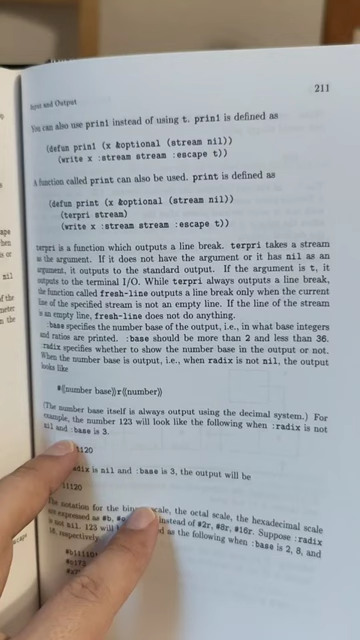 Input and Output
211
You can also use prin1 instead of using t. prin1 is defined as
(defun prin1 (x &optional (stream nil))
(write x :stream stream :escape t))
A function called print can also be used. print is defined as
(defun print (x &optional (stream nil))
(terpri stream)
(write x :stream stream :escape t))
terpri is a function which outputs a line break. terpri takes a stream
as the argument. If it does not have the argument or it has nil as an
argument, it outputs to the standard output. If the argument is t, it
outputs to the terminal I/O. While terpri always outputs a line break,
the function called fresh-line outputs a line break only when the current
line of the specified stream is not an empty line. If the line of the stream
is an empty line, fresh-line does not do anything.
:base specifies the number base of the output, i.e., in what base integers
and ratios are printed. :base should be more than 2 and less than 36.
:radix specifies whether to show the number base in the output or not.
When the number base is output, i.e., when radix is not nil, the output
looks like
#⟨⟨number base⟩⟩r⟨⟨number⟩⟩
(The number base itself is always output using the decimal system.) For
example, the number 123 will look like the following when :radix is not
nil and :base is 3.
1120
radix is nil and :base is 3, the output will be
11120
The notation for the binary scale, the octal scale, the hexadecimal scale
are expressed as #b, instead of #2r, #8r, #16r. Suppose :radix
is not nil. 123 will as the following when :base is 2, 8, and
16, respectively.